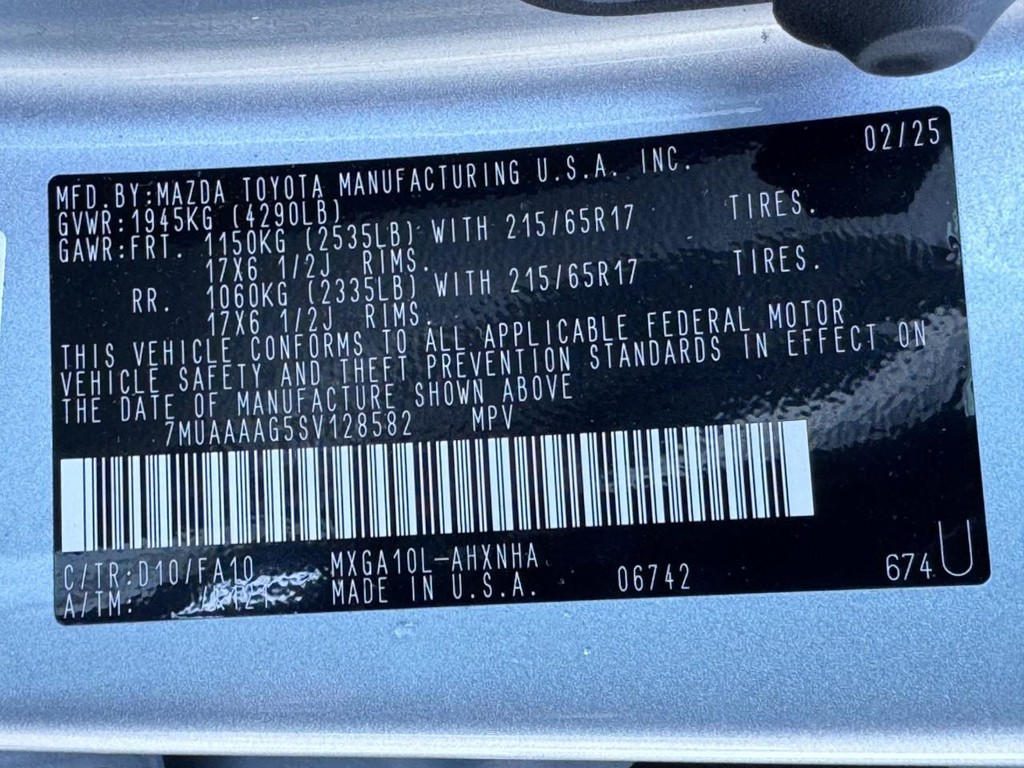 02/25
MFD.BY:MAZDA TOYOTA MANUFACTURING U.S.A. INC.
GVWR:1945KG (4290LB)
GAWR:FRT. 1150KG (2535LB) WITH 215/65R17 TIRES.
17X6 1/2J RIMS.
RR. 1060KG (2335LB) WITH 215/65R17 TIRES.
17X6 1/2J RIMS.
THIS VEHICLE CONFORMS TO ALL APPLICABLE FEDERAL MOTOR
VEHICLE SAFETY AND THEFT PREVENTION STANDARDS IN EFFECT ON
THE DATE OF MANUFACTURE SHOWN ABOVE
7MUAAAAG5SV128582 MPV
C/TR:D10/FA10 MXGA10L-AHXNHA
A/TM: MADE IN U.S.A. 06742 674U